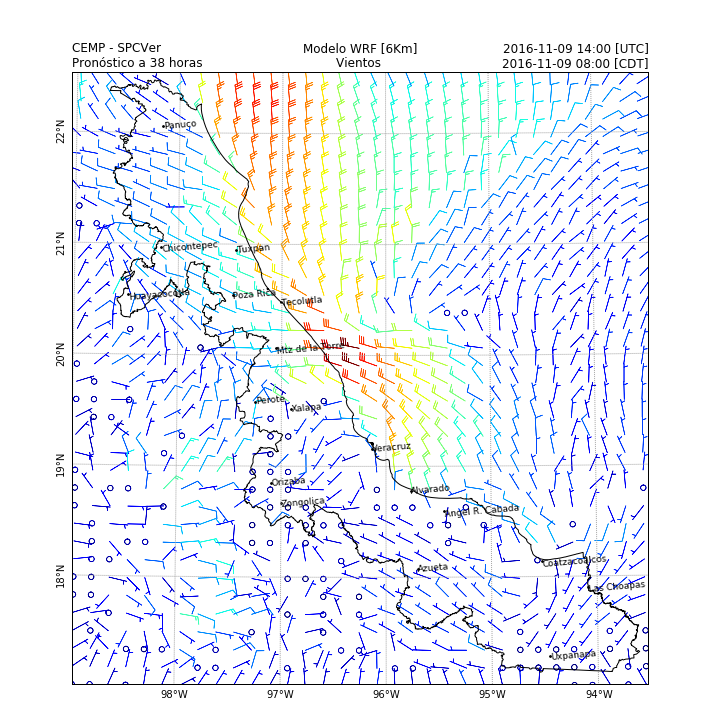 CEMP - SPCVer Modelo WRF [6Km] 2016-11-09 14:00 [UTC]
Pronóstico a 38 horas Vientos 2016-11-09 08:00 [CDT]
22°N
Panuco
21°N
Chicontepec Tuxpan
Huayacocotla Poza Rica Tecolutla
20°N
Mtz de la Torre
Perote Xalapa
Veracruz
19°N
Orizaba Alvarado
Zongolica Angel R. Cabada
18°N
Azueta Coatzacoalcos
Las Choapas
Uxpanapa
98°W 97°W 96°W 95°W 94°W